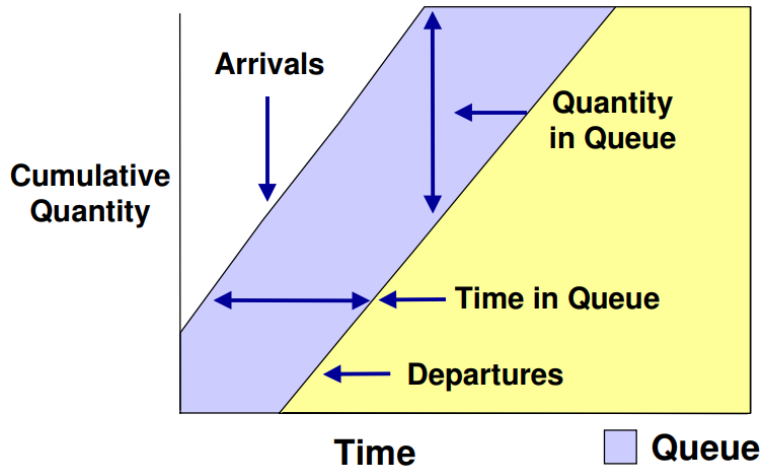 Arrivals
Quantity
in Queue
Cumulative
Quantity
Time in Queue
Departures
Time
Queue